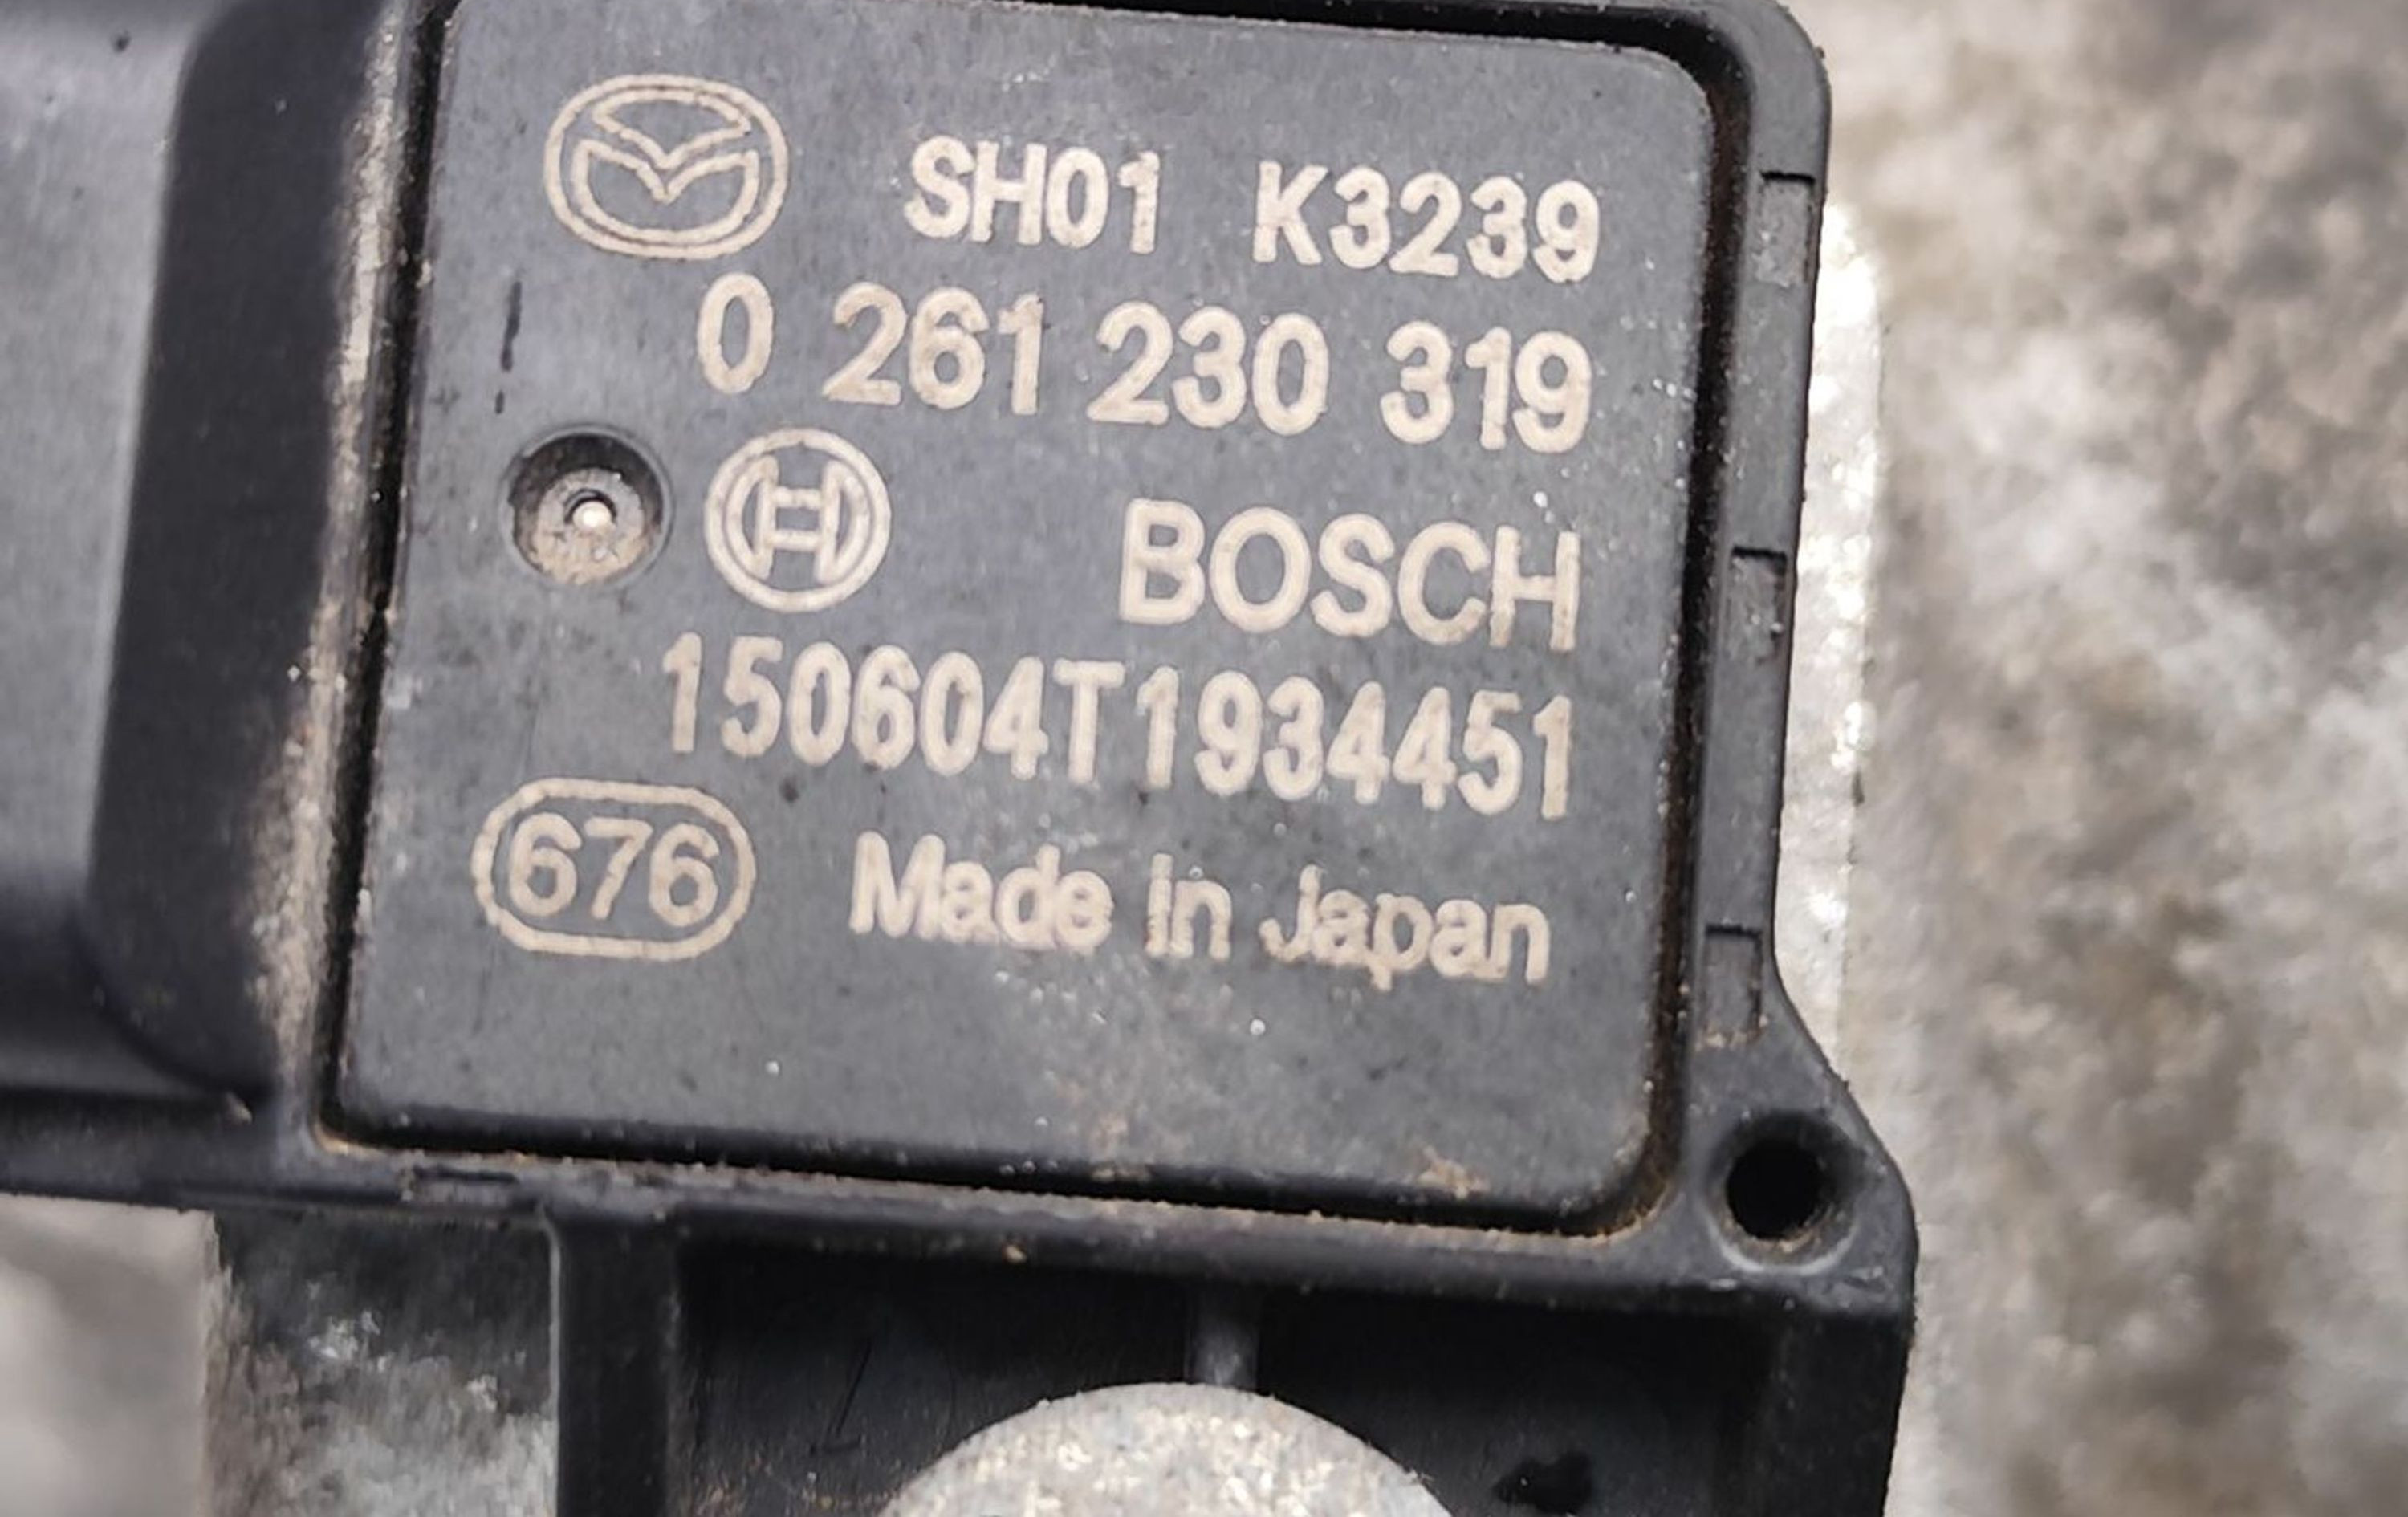 SH01 K3239
0 261 230 319
BOSCH
150604T1934451
676 Made in Japan